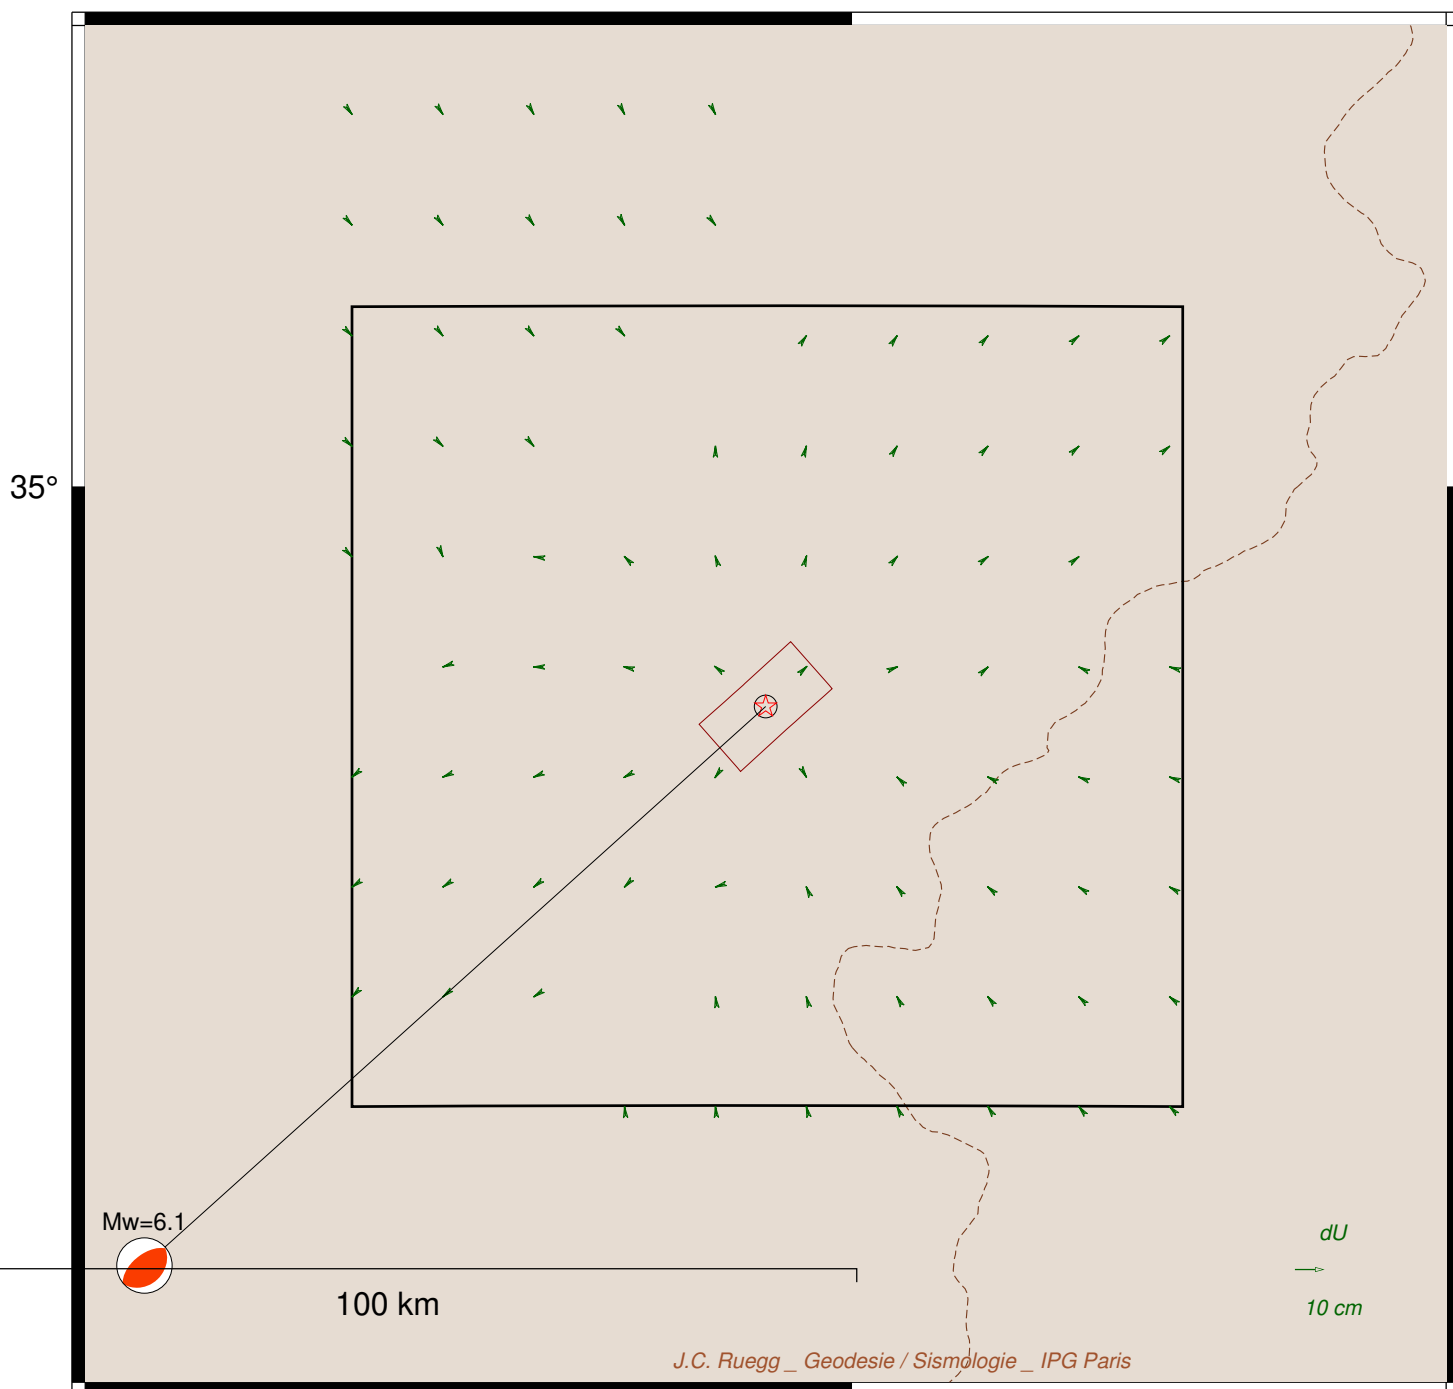 35°
Mw=6.1
dU
100 km
10 cm
J.C. Ruegg _ Geodesie / Sismologie _ IPG Paris